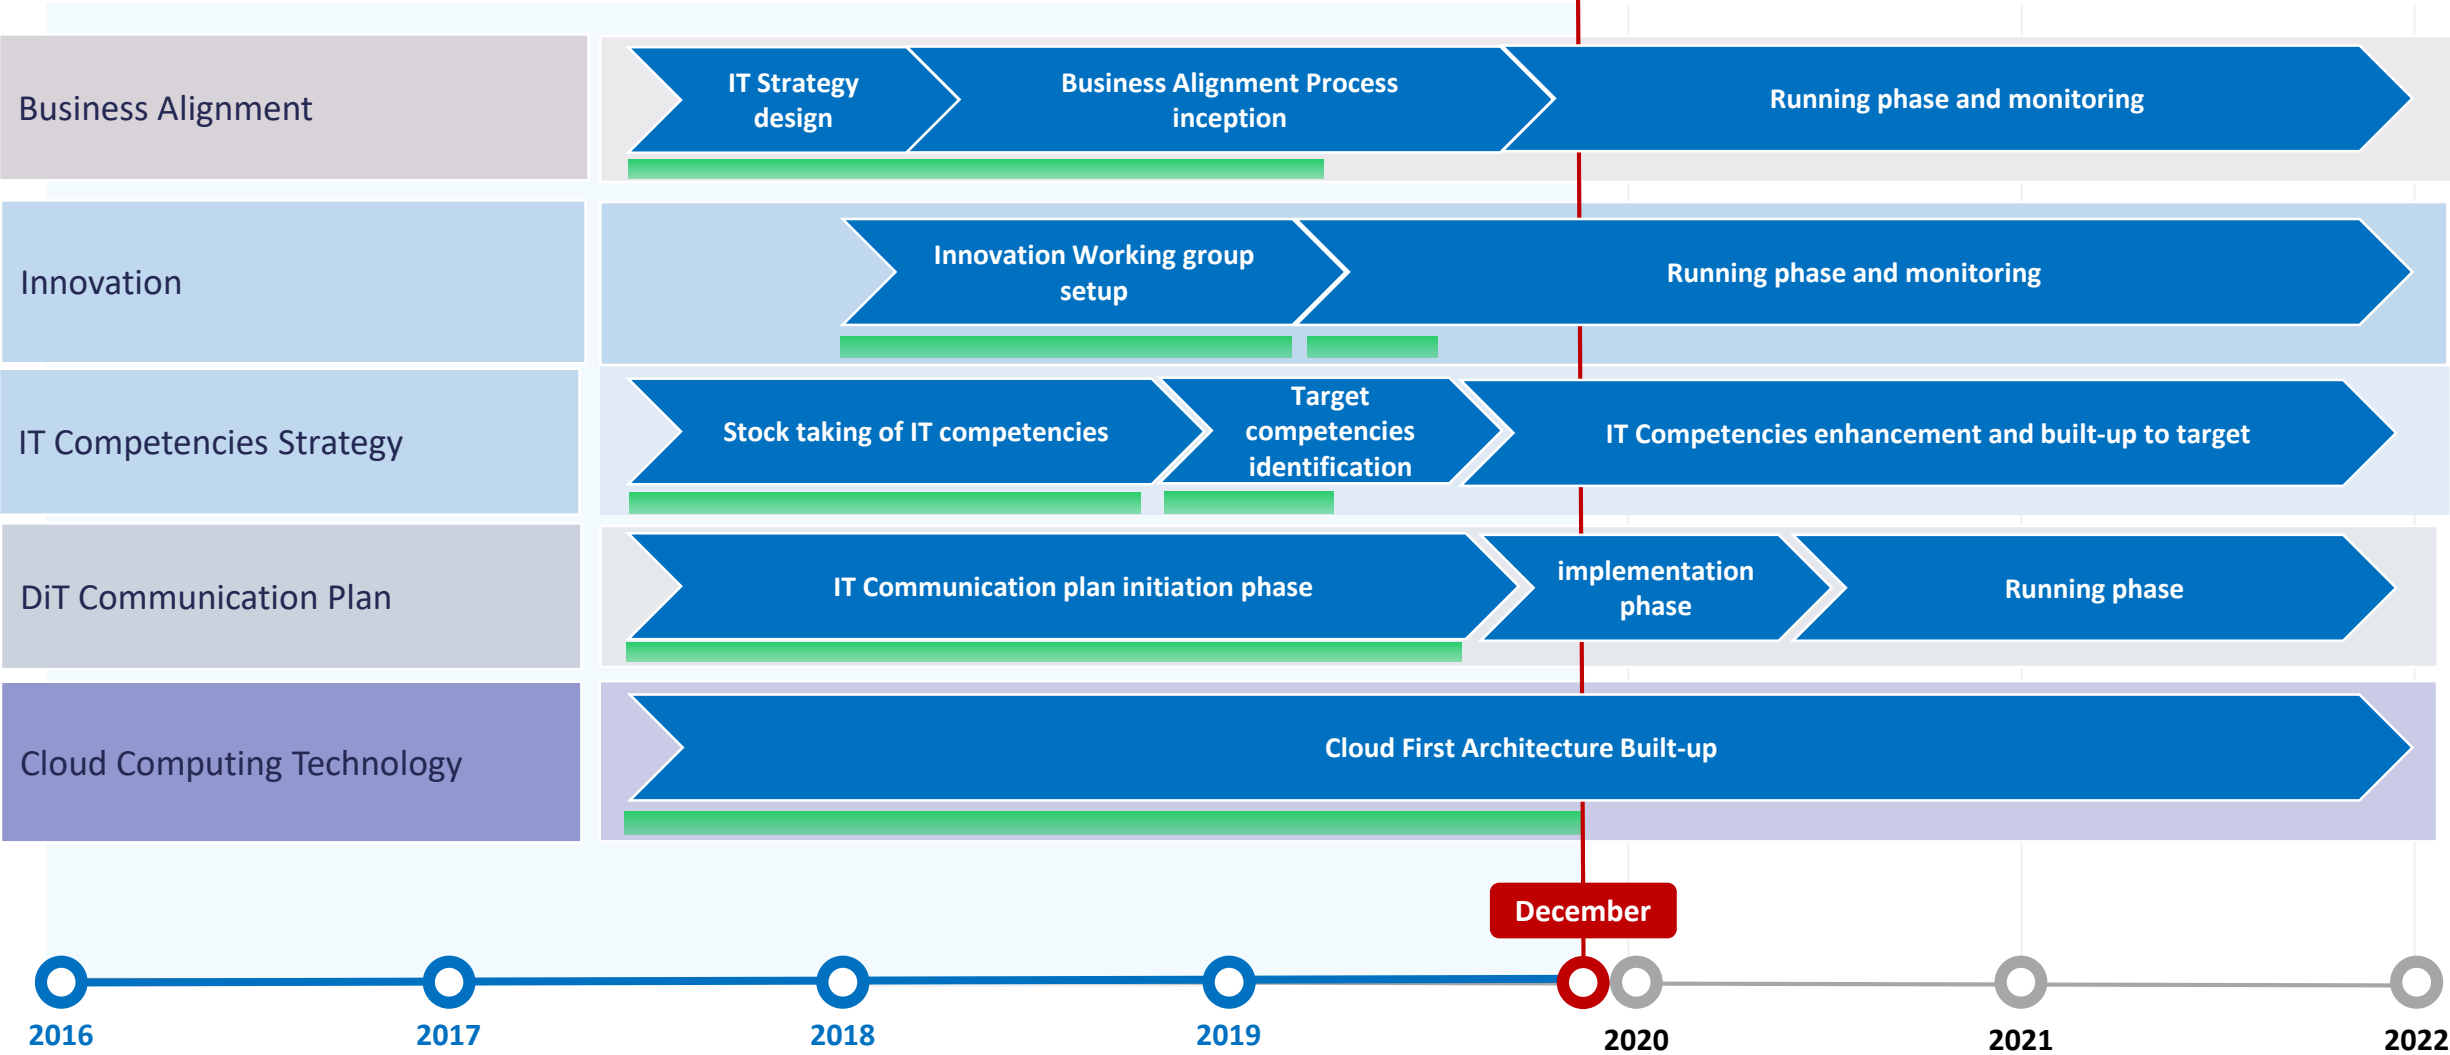 Business Alignment
IT Strategy
design
Business Alignment Process
inception
Running phase and monitoring
Innovation
Innovation Working group
setup
Running phase and monitoring
IT Competencies Strategy
Stock taking of IT competencies
Target
competencies
identification
IT Competencies enhancement and built-up to target
DiT Communication Plan
IT Communication plan initiation phase
implementation
phase
Running phase
Cloud Computing Technology
Cloud First Architecture Built-up
December
2016
2017
2018
2019
2020
2021
2022